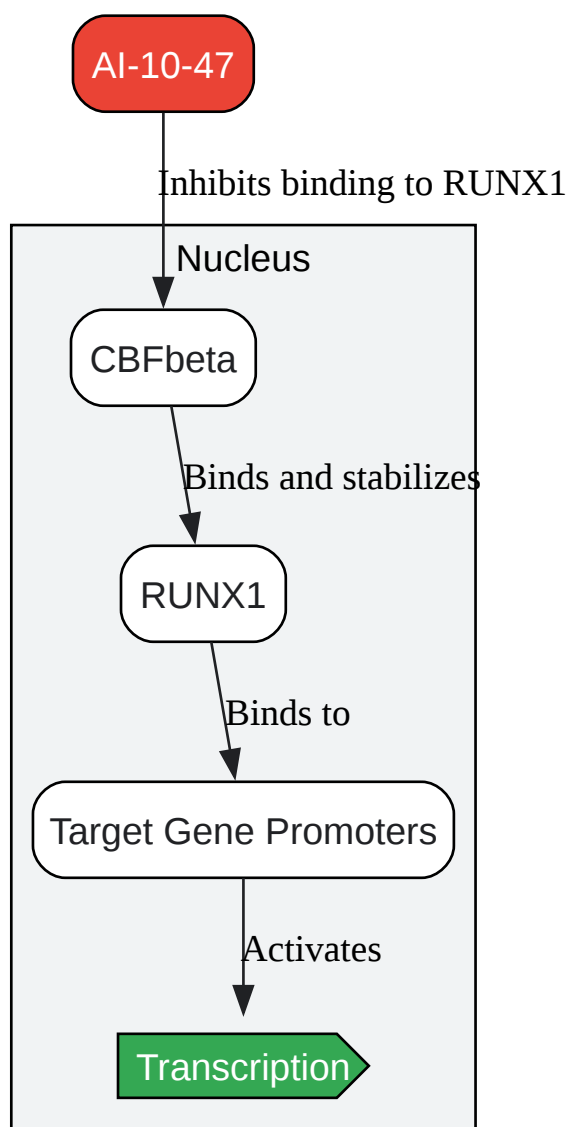 AI-10-47
Inhibits binding to RUNX1
Nucleus
CBFbeta
Binds and stabilizes
RUNX1
Binds to
Target Gene Promoters
Activates
Transcription